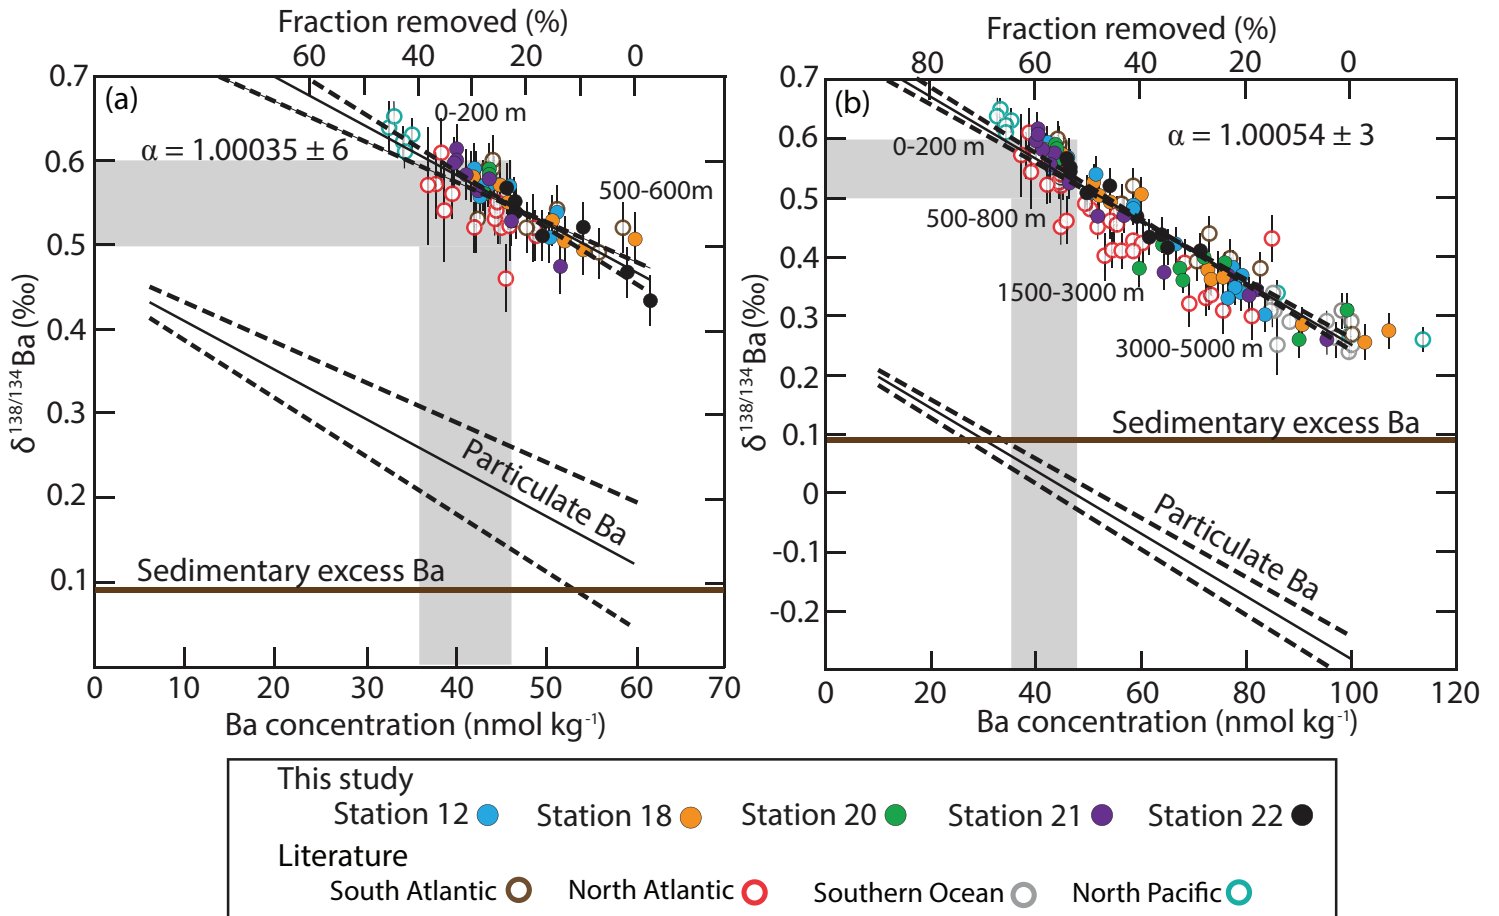 Fraction removed (%)
60 40 20 0
(a)
0-200 m
α = 1.00035 ± 6
500-600m
Particulate Ba
Sedimentary excess Ba
δ138/134Ba (‰)
0.7
0.6
0.5
0.4
0.3
0.2
0.1
0 10 20 30 40 50 60 70
Ba concentration (nmol kg-1)
Fraction removed (%)
80 60 40 20 0
(b)
α = 1.00054 ± 3
0-200 m
500-800 m
1500-3000 m
3000-5000 m
Sedimentary excess Ba
Particulate Ba
δ138/134Ba (‰)
0.7
0.6
0.5
0.4
0.3
0.2
0.1
0
-0.1
-0.2
0 20 40 60 80 100 120
Ba concentration (nmol kg-1)
This study
Station 12 Station 18 Station 20 Station 21 Station 22
Literature
South Atlantic North Atlantic Southern Ocean North Pacific